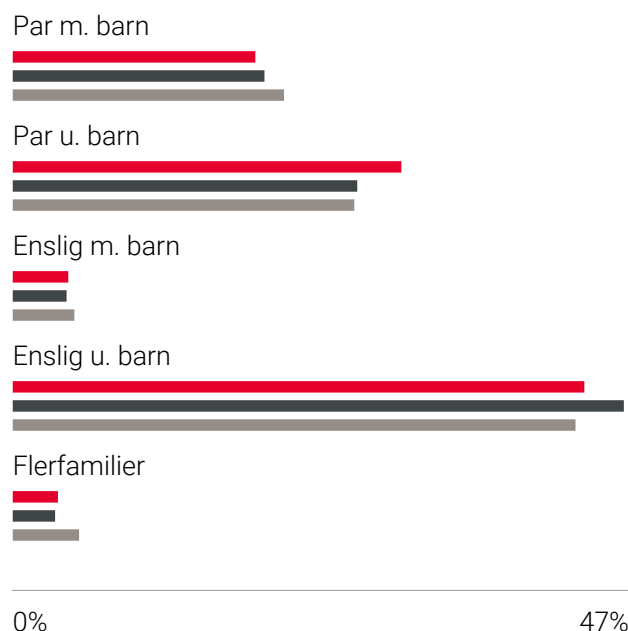 Par m. barn
Par u. barn
Enslig m. barn
Enslig u. barn
Flerfamilier
0% 47%